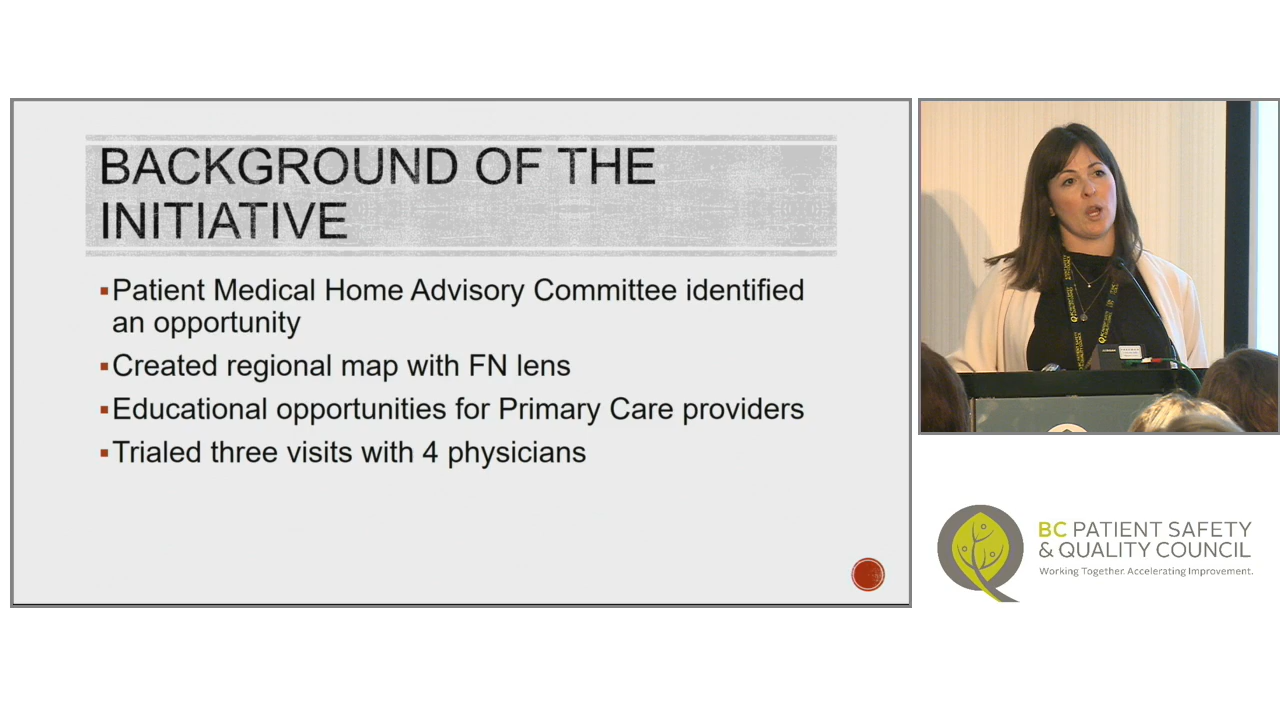 BACKGROUND OF THE
INITIATIVE
▪Patient Medical Home Advisory Committee identified
an opportunity
▪Created regional map with FN lens
▪Educational opportunities for Primary Care providers
▪Trialed three visits with 4 physicians
BC PATIENT SAFETY
& QUALITY COUNCIL
Working Together. Accelerating Improvement.